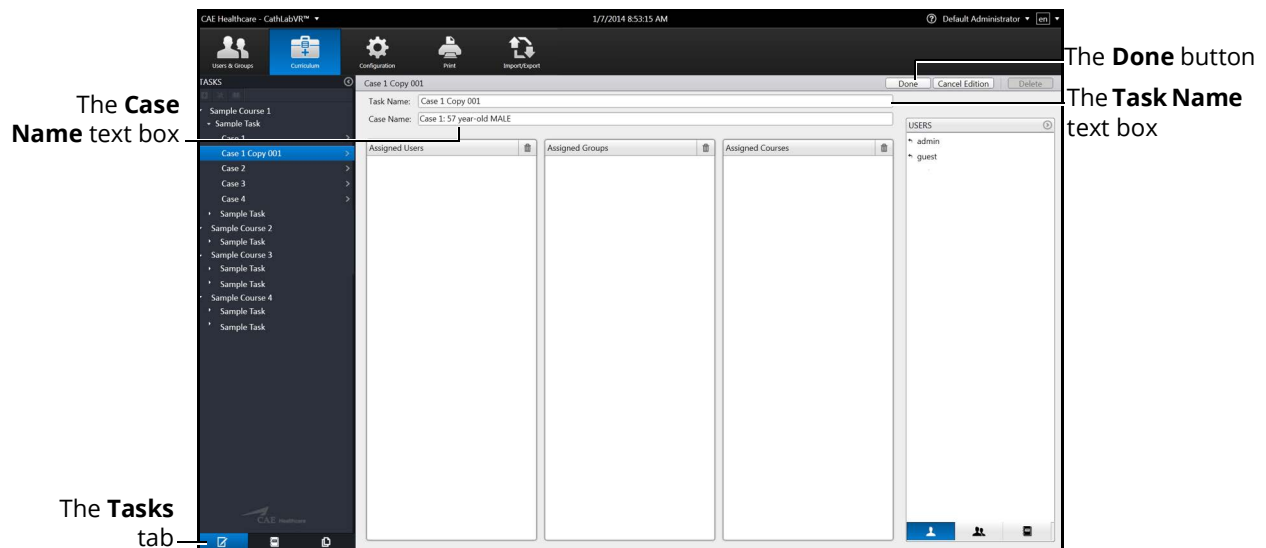 CAE Healthcare - CathLabVR™
1/7/2014 8:53:15 AM
Default Administrator
en
Users & Groups
Curriculum
Configuration
Print
Import/Export
The Done button
The Task Name
text box
The Case
Name text box
The Tasks
tab
TASKS
Sample Course 1
Sample Task
Case 1
Case 1 Copy 001
Case 2
Case 3
Case 4
Sample Task
Sample Course 2
Sample Task
Sample Course 3
Sample Task
Sample Task
Sample Course 4
Sample Task
Sample Task
CAE Healthcare
Case 1 Copy 001
Done
Cancel Edition
Delete
Task Name: Case 1 Copy 001
Case Name: Case 1: 57 year-old MALE
Assigned Users
Assigned Groups
Assigned Courses
USERS
admin
guest